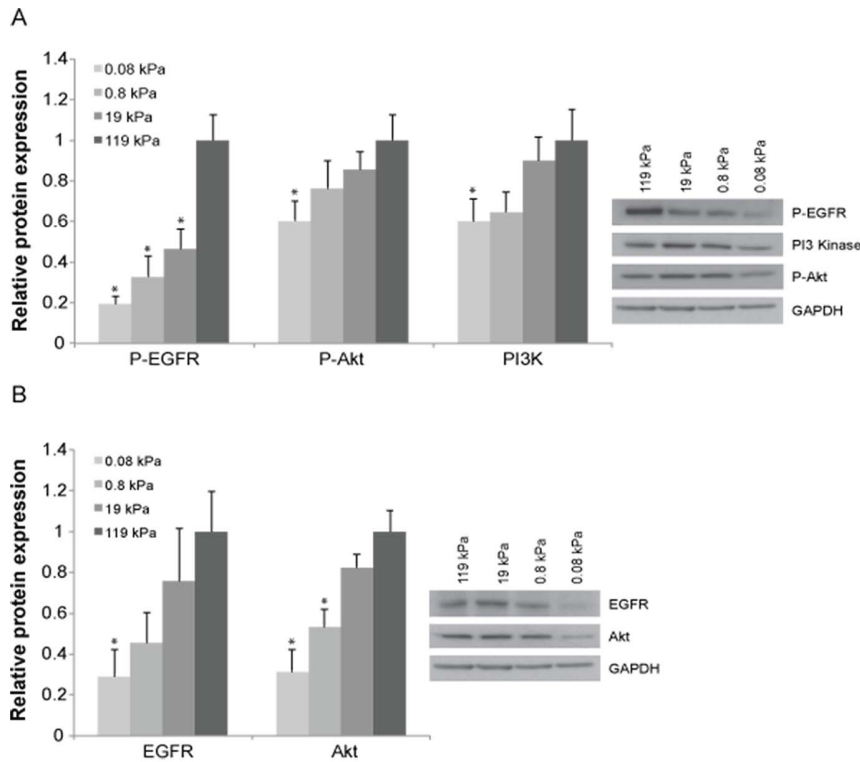 A
Relative protein expression
1.4
1.2
1
0.8
0.6
0.4
0.2
0
0.08 kPa
0.8 kPa
19 kPa
119 kPa
*
*
*
*
*
P-EGFR
P-Akt
PI3K
119 kPa
19 kPa
0.8 kPa
0.08 kPa
P-EGFR
PI3 Kinase
P-Akt
GAPDH
B
Relative protein expression
1.4
1.2
1
0.8
0.6
0.4
0.2
0
0.08 kPa
0.8 kPa
19 kPa
119 kPa
*
*
*
EGFR
Akt
119 kPa
19 kPa
0.8 kPa
0.08 kPa
EGFR
Akt
GAPDH